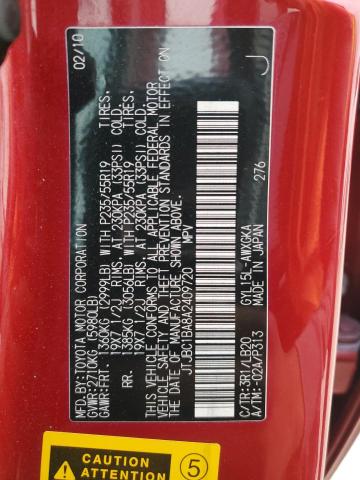 MFD.BY:TOYOTA MOTOR CORPORATION 02/10
GVWR:2710KG (5980LB)
GAWR:FRT. 1360KG (2999LB) WITH P235/55R19
19X7 1/2J RIMS, AT 230KPA (33PSI) COLD.
RR. 1388KG (3056LB) WITH P235/55R19
19X7 1/2J RIMS, AT 230KPA (33PSI) COLD.
THIS VEHICLE CONFORMS TO ALL APPLICABLE FEDERAL MOTOR
VEHICLE SAFETY AND THEFT PREVENTION STANDARDS IN EFFECT
ON THE DATE OF MANUFACTURE SHOWN ABOVE.
JTJBC1BA6A2409720 MPV
J
276
C/TR:3R1/LB20 GYL15L-AWXGKA
A/TM:-02A/P313 MADE IN JAPAN
CAUTION
ATTENTION
5